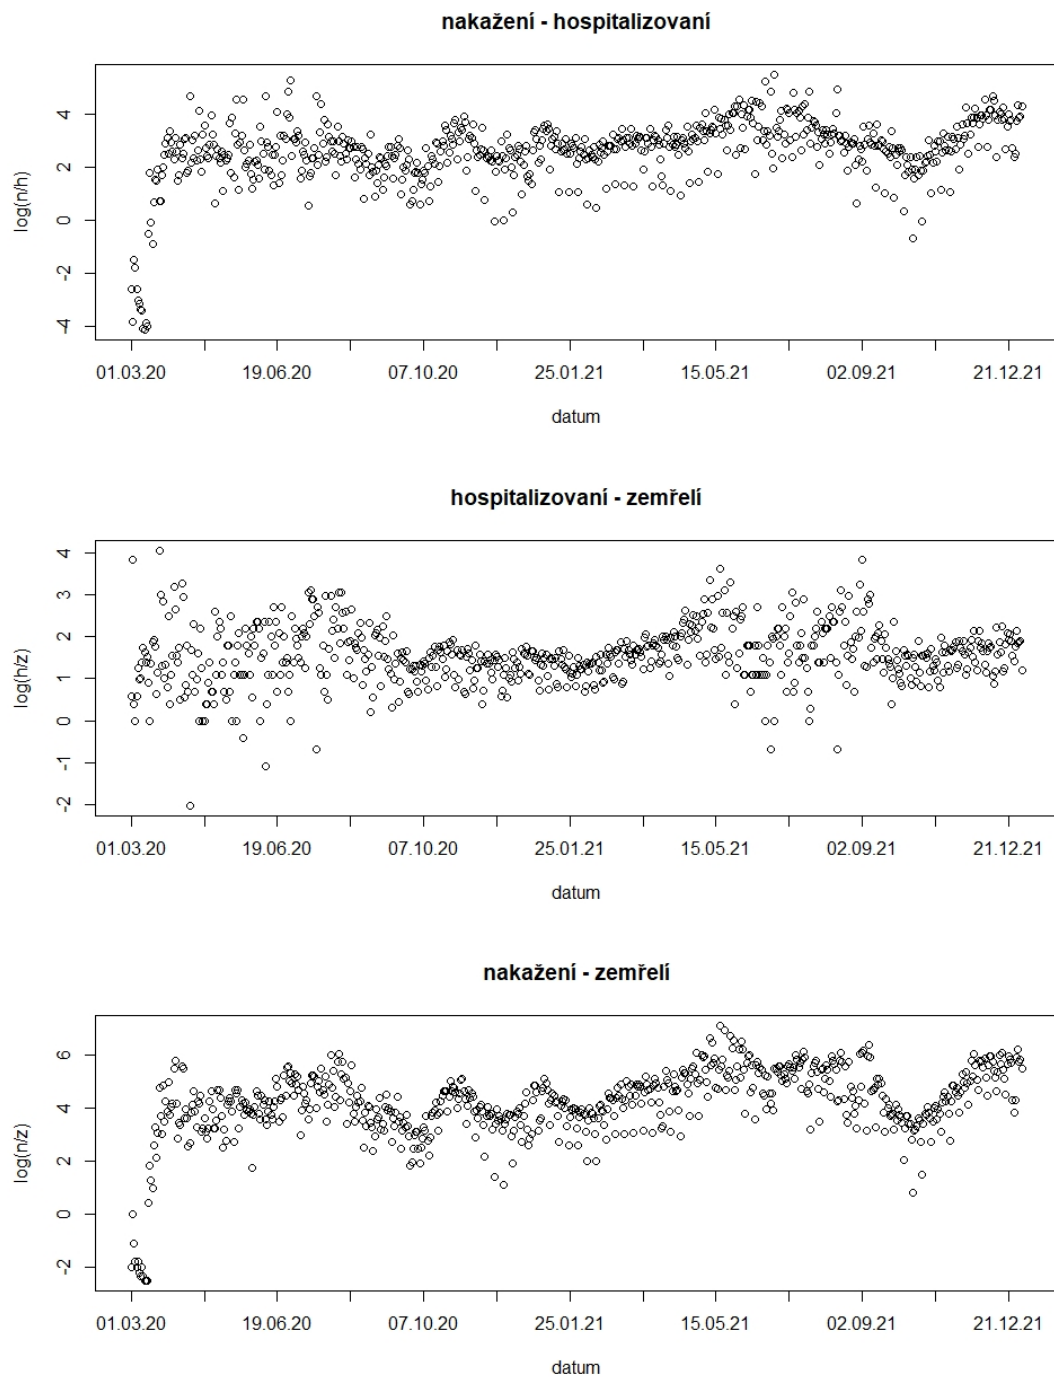 nakažení - hospitalizovaní
log(n/h)
4
2
0
-2
-4
01.03.20 19.06.20 07.10.20 25.01.21 15.05.21 02.09.21 21.12.21
datum
hospitalizovaní - zemřelí
log(h/z)
4
3
2
1
0
-1
-2
01.03.20 19.06.20 07.10.20 25.01.21 15.05.21 02.09.21 21.12.21
datum
nakažení - zemřelí
log(n/z)
6
4
2
0
-2
01.03.20 19.06.20 07.10.20 25.01.21 15.05.21 02.09.21 21.12.21
datum